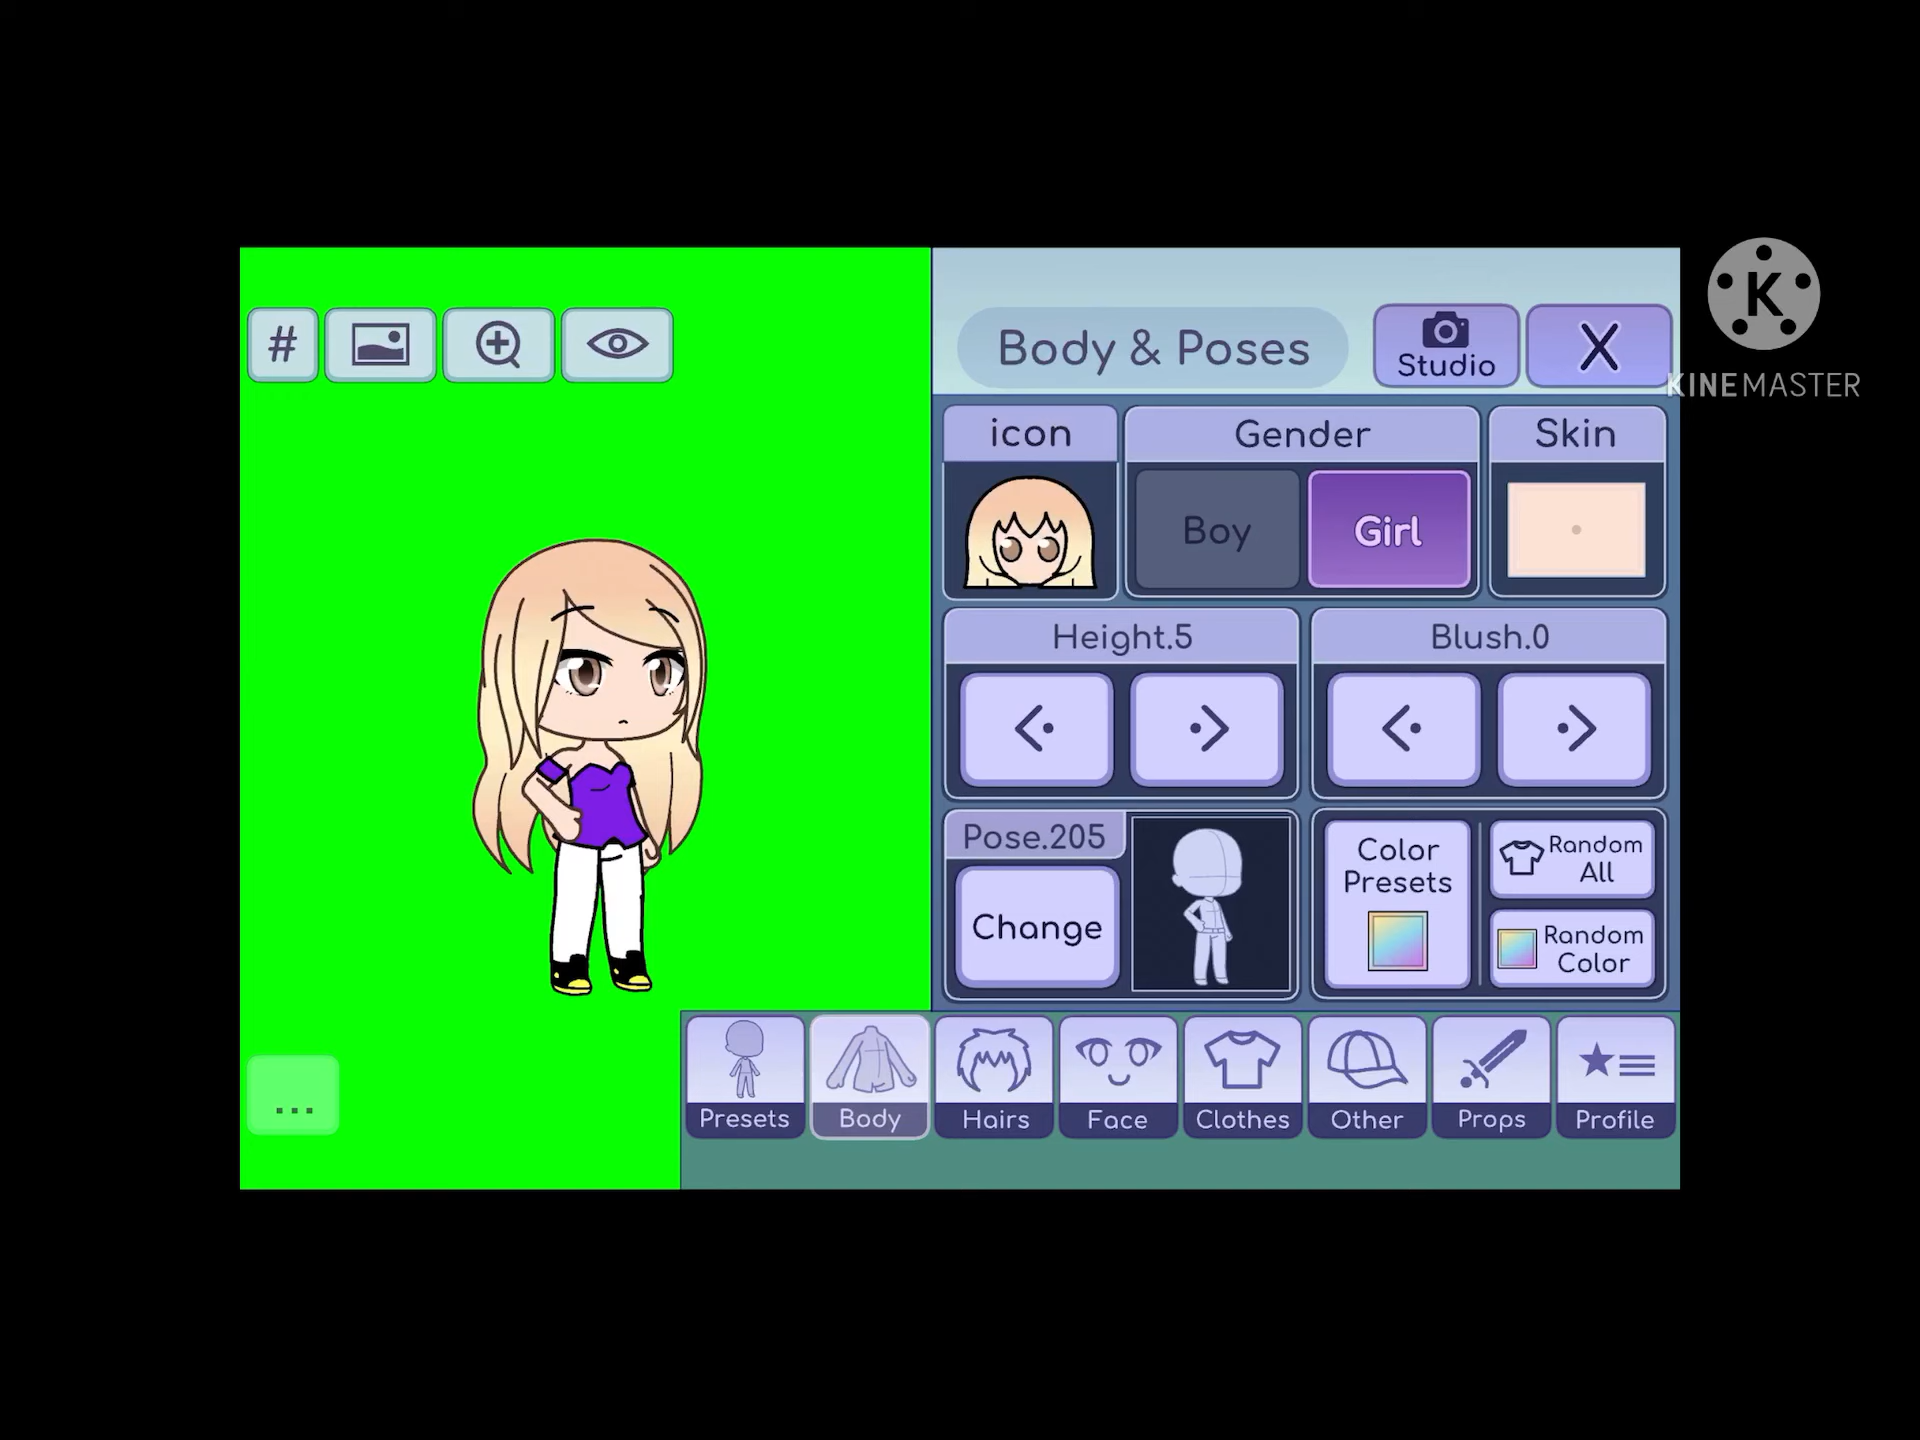 #
Body & Poses
Studio
X
K
KINEMASTER
icon
Gender
Skin
Boy
Girl
Height.5
Blush.0
Pose.205
Change
Color
Presets
Random
All
Random
Color
...
Presets
Body
Hairs
Face
Clothes
Other
Props
Profile